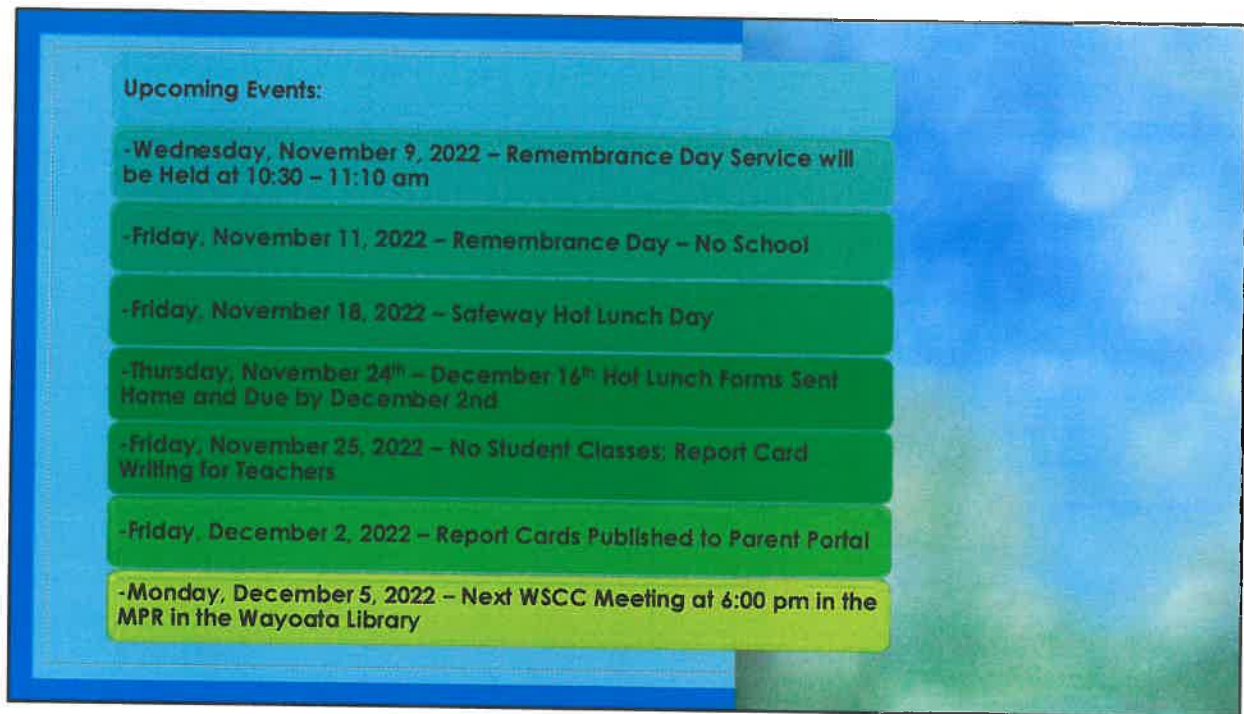 Upcoming Events:
-Wednesday, November 9, 2022 – Remembrance Day Service will
be Held at 10:30 – 11:10 am
-Friday, November 11, 2022 – Remembrance Day – No School
-Friday, November 18, 2022 – Safeway Hot Lunch Day
-Thursday, November 24th – December 16th Hot Lunch Forms Sent
Home and Due by December 2nd
-Friday, November 25, 2022 – No Student Classes; Report Card
Writing for Teachers
-Friday, December 2, 2022 – Report Cards Published to Parent Portal
-Monday, December 5, 2022 – Next WSCC Meeting at 6:00 pm in the
MPR in the Wayoata Library